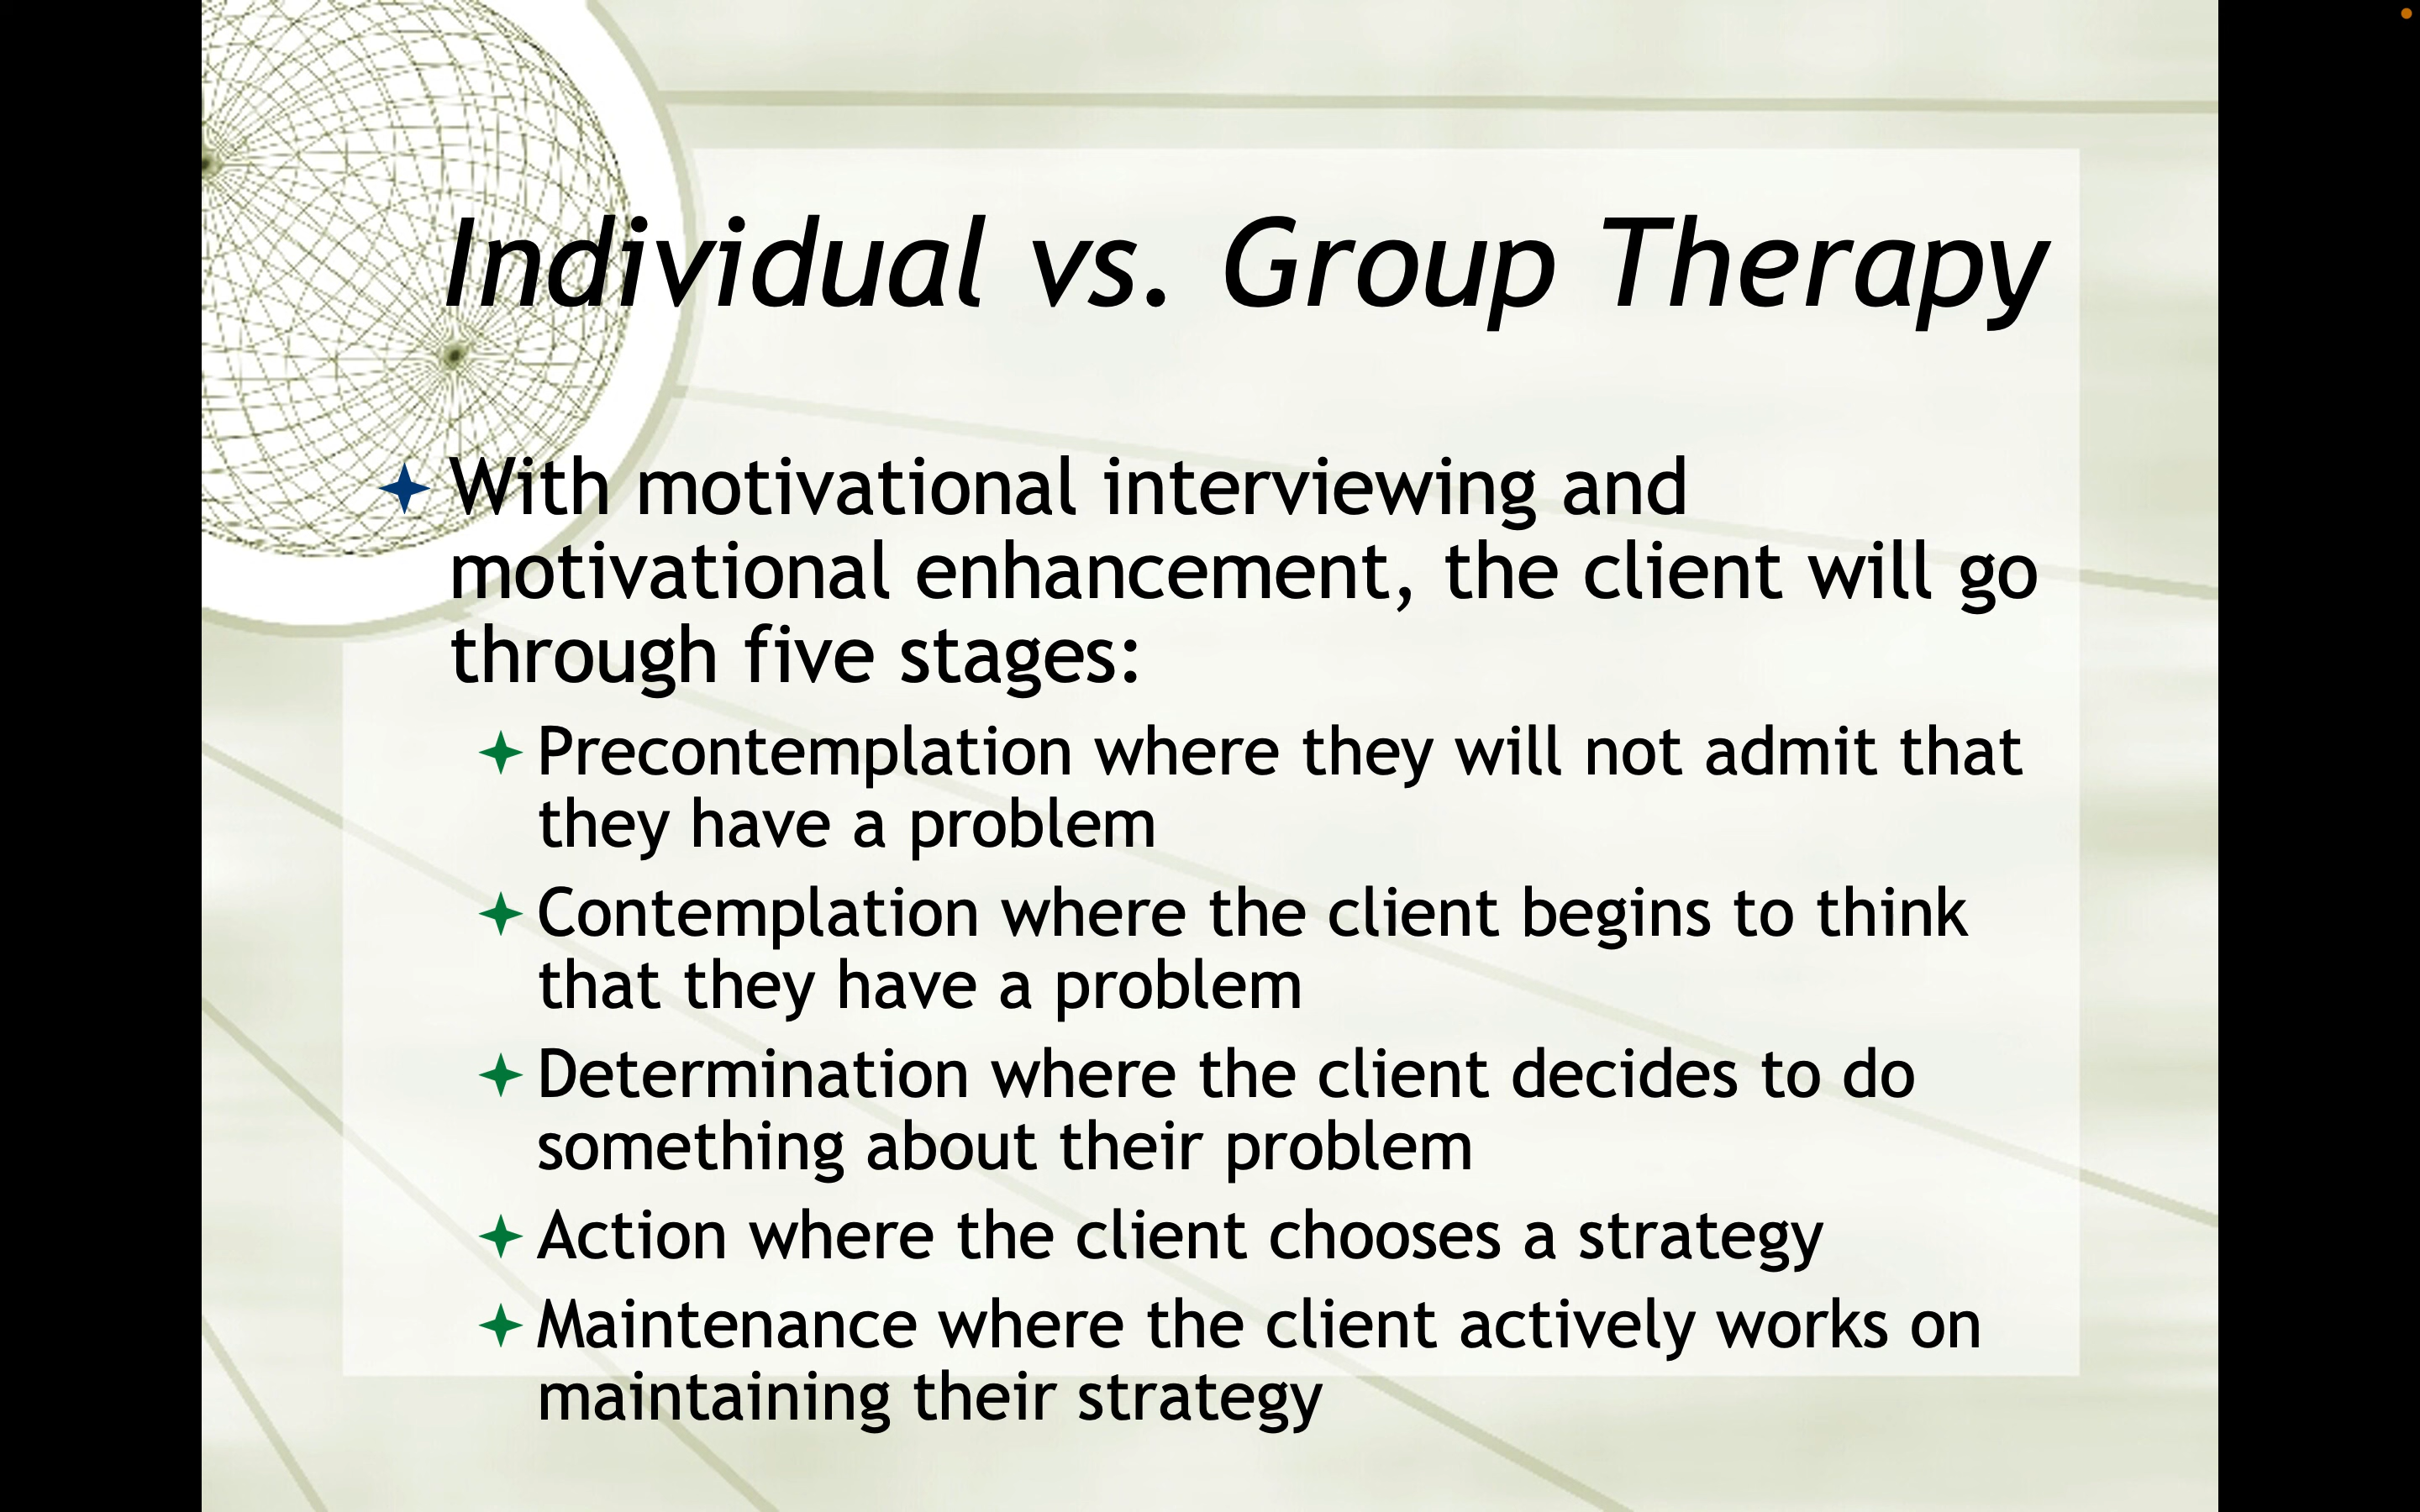 Individual vs. Group Therapy
With motivational interviewing and
motivational enhancement, the client will go
through five stages:
Precontemplation where they will not admit that
they have a problem
Contemplation where the client begins to think
that they have a problem
Determination where the client decides to do
something about their problem
Action where the client chooses a strategy
Maintenance where the client actively works on
maintaining their strategy